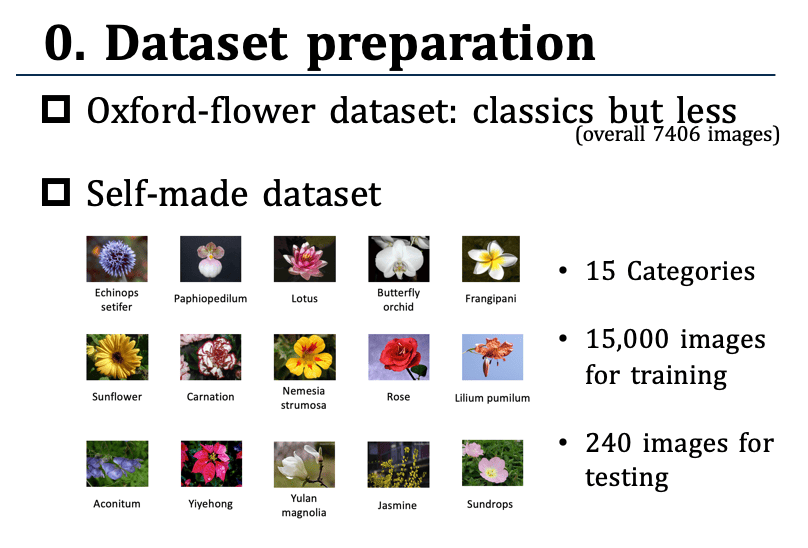 0. Dataset preparation
Oxford-flower dataset: classics but less
(overall 7406 images)
Self-made dataset
Echinops
setifer
Paphiopedilum
Lotus
Butterfly
orchid
Frangipani
Sunflower
Carnation
Nemesia
strumosa
Rose
Lilium pumilum
Aconitum
Yiyehong
Yulan
magnolia
Jasmine
Sundrops
• 15 Categories
• 15,000 images
for training
• 240 images for
testing